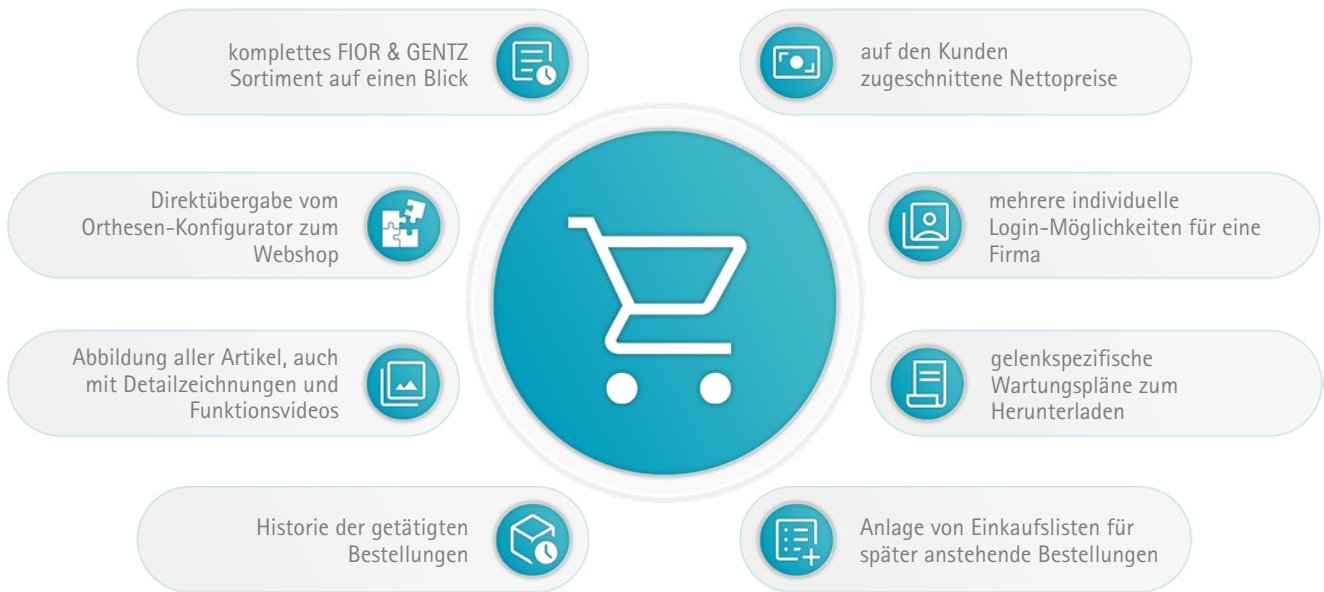 komplettes FIOR & GENTZ
Sortiment auf einen Blick
auf den Kunden
zugeschnittene Nettopreise
Direktübergabe vom
Orthesen-Konfigurator zum
Webshop
mehrere individuelle
Login-Möglichkeiten für eine
Firma
Abbildung aller Artikel, auch
mit Detailzeichnungen und
Funktionsvideos
gelenkspezifische
Wartungspläne zum
Herunterladen
Historie der getätigten
Bestellungen
Anlage von Einkaufslisten für
später anstehende Bestellungen